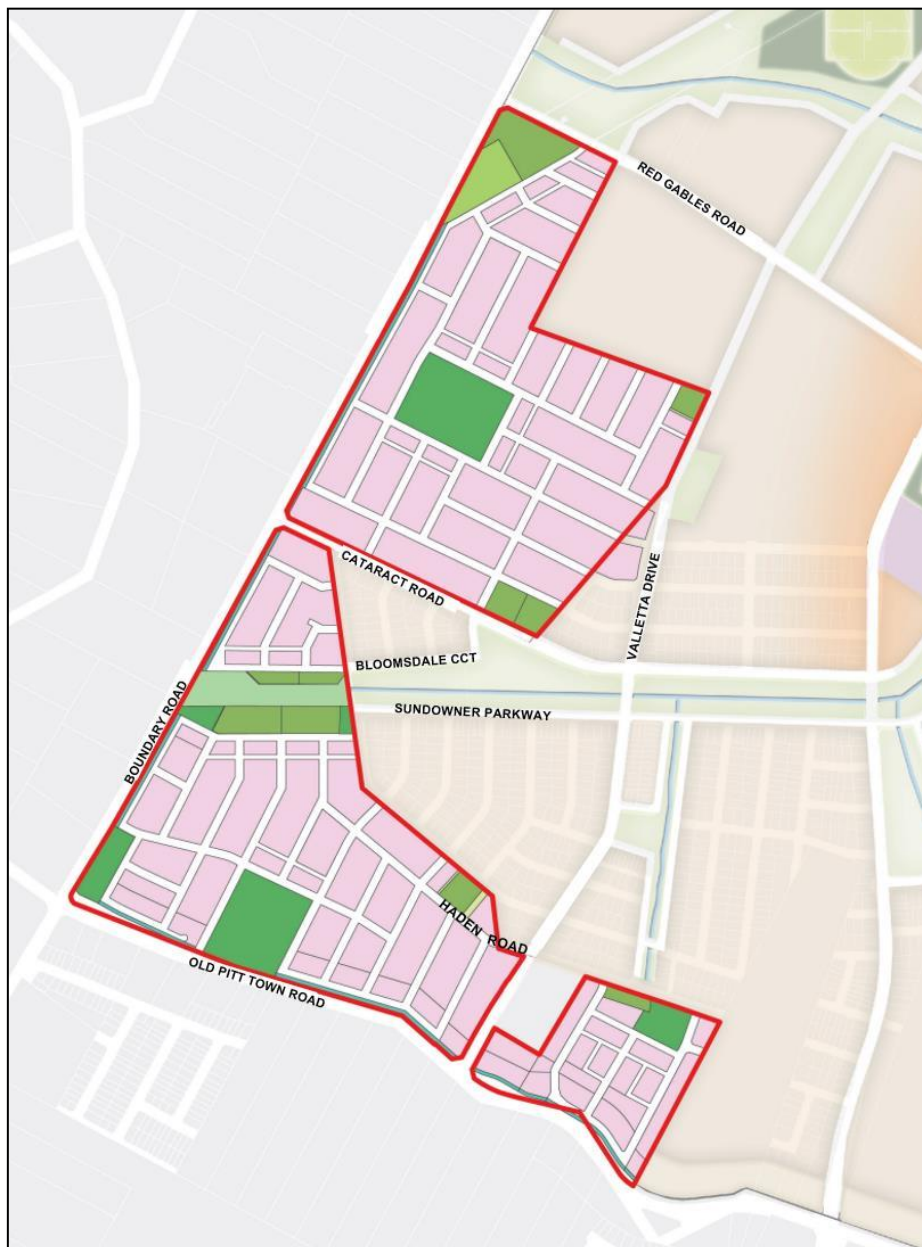 RED GABLES ROAD
CATARACT ROAD
VALLETTA DRIVE
BLOOMSDALE CCT
SUNDOWNER PARKWAY
BOUNDARY ROAD
HADEN ROAD
OLD PITT TOWN ROAD